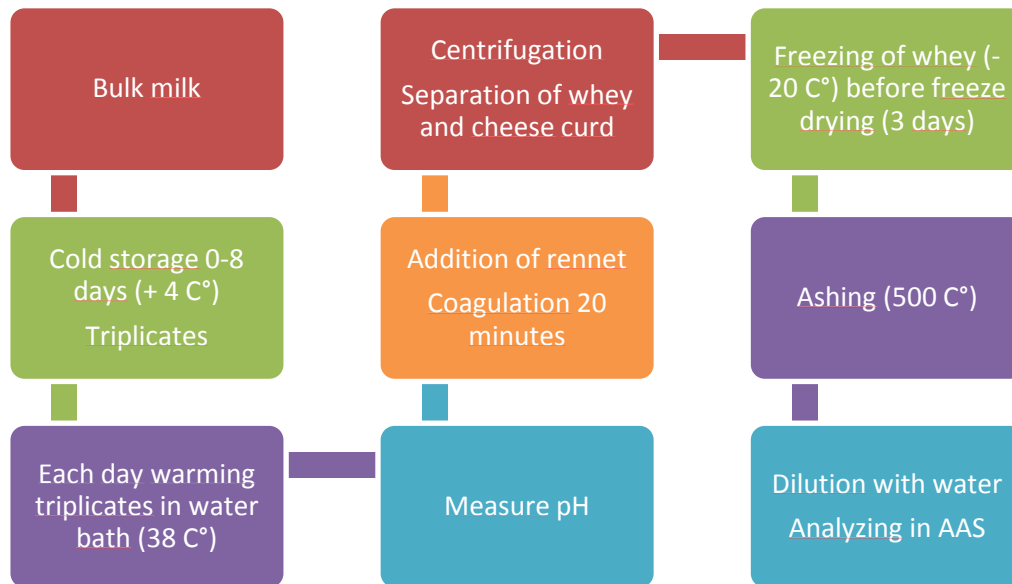 Bulk milk
Cold storage 0-8
days (+ 4 C°)
Triplicates
Each day warming
triplicates in water
bath (38 C°)
Measure pH
Addition of rennet
Coagulation 20
minutes
Centrifugation
Separation of whey
and cheese curd
Freezing of whey (-
20 C°) before freeze
drying (3 days)
Ashing (500 C°)
Dilution with water
Analyzing in AAS